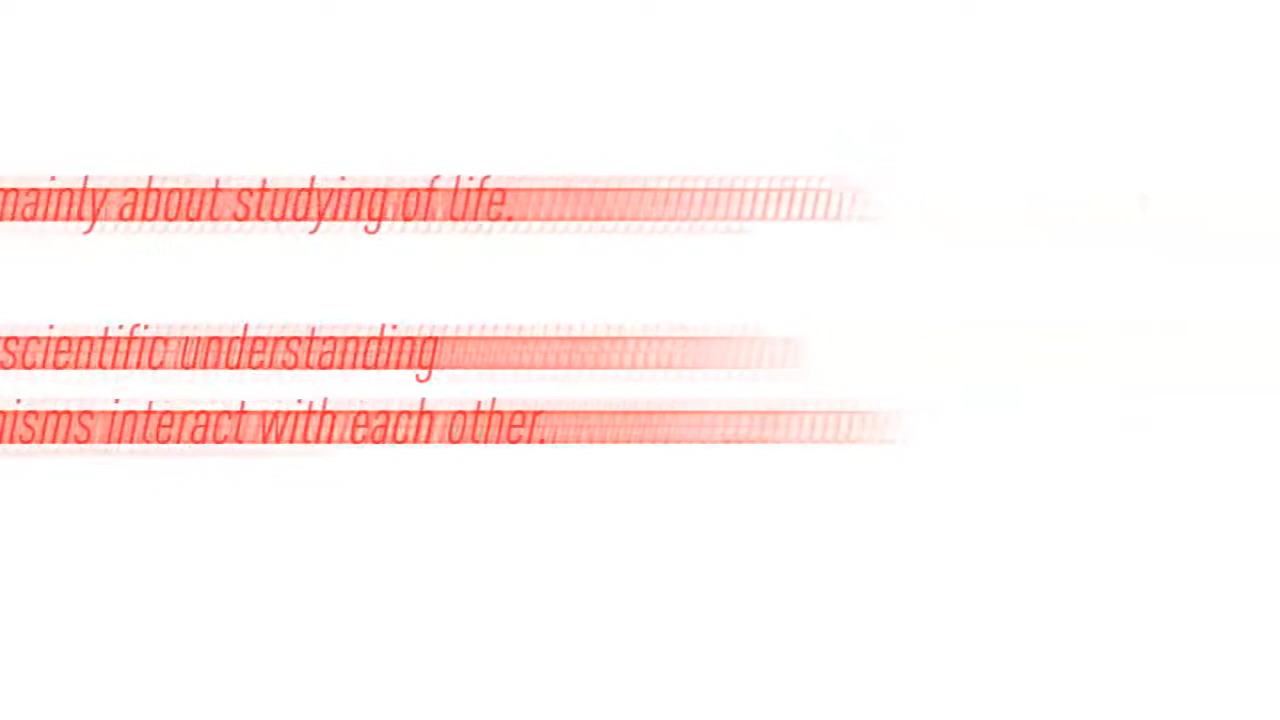 mainly about studying of life.
scientific understanding
nisms interact with each other.